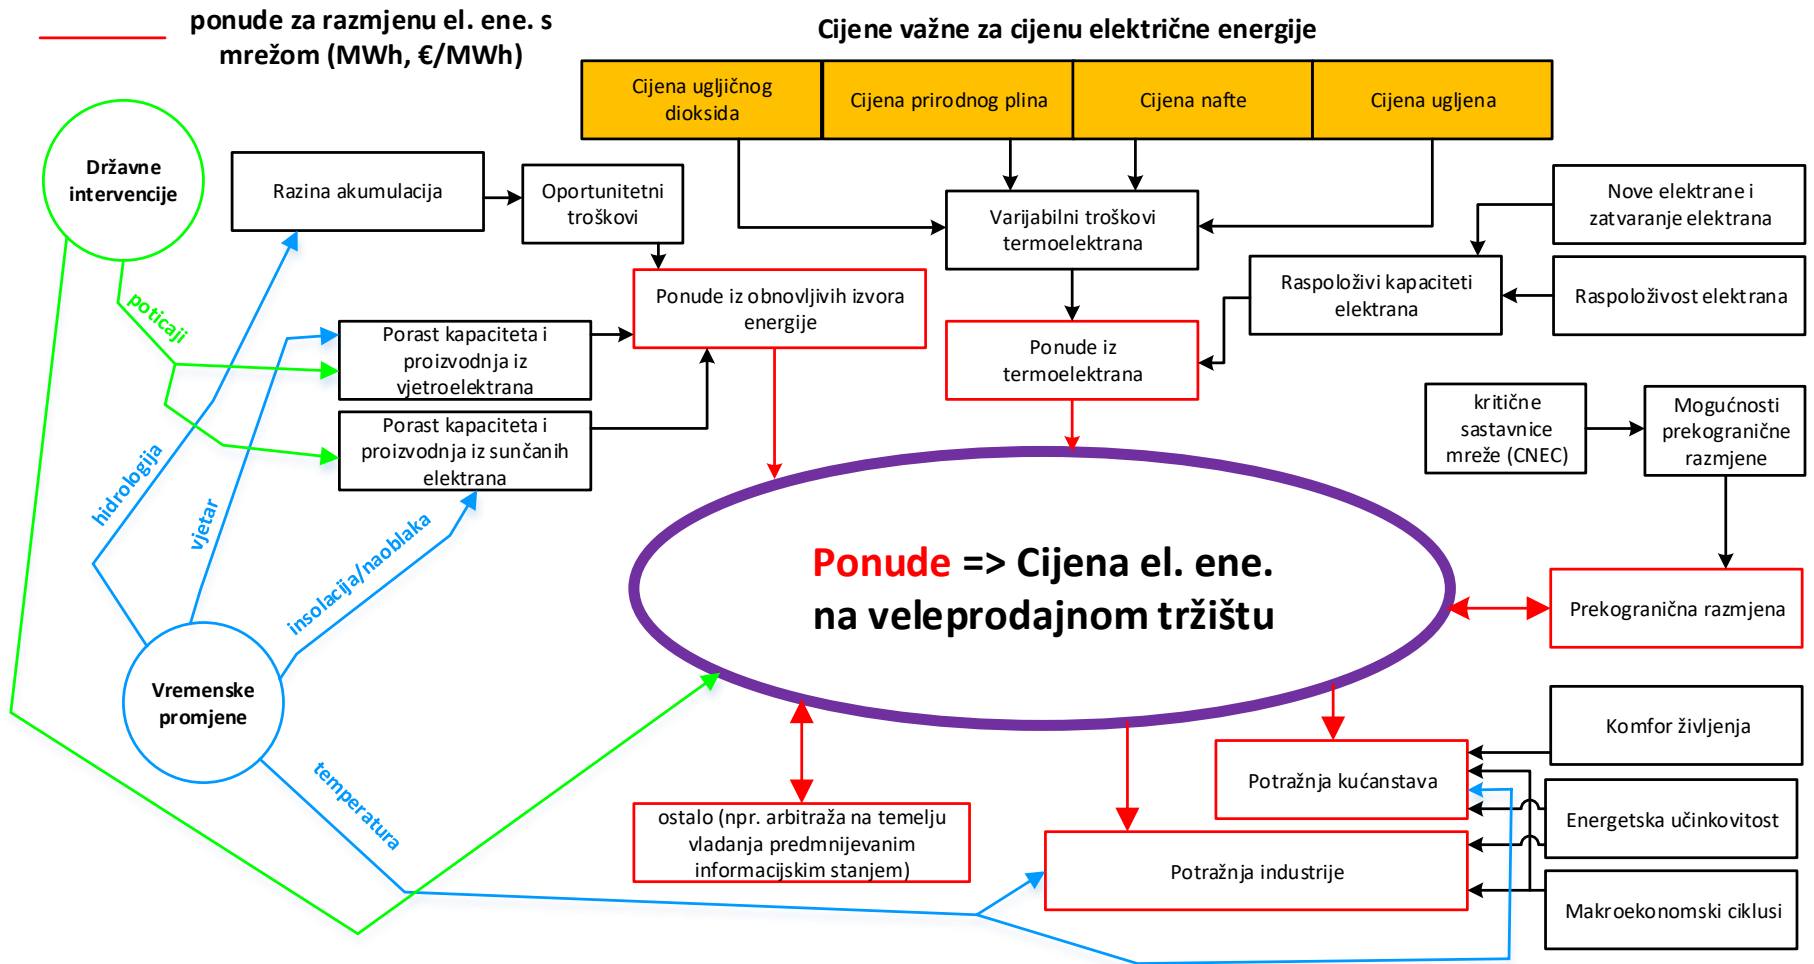 ponude za razmjenu el. ene. s
mrežom (MWh, €/MWh)
Cijene važne za cijenu električne energije
Cijena ugljičnog
dioksida
Cijena prirodnog plina
Cijena nafte
Cijena ugljena
Državne
intervencije
Razina akumulacija
Oportunitetni
troškovi
Varijabilni troškovi
termoelektrana
Nove elektrane i
zatvaranje elektrana
Ponude iz obnovljivih izvora
energije
Raspoloživi kapaciteti
elektrana
Raspoloživost elektrana
poticaji
Porast kapaciteta i
proizvodnja iz
vjetroelektrana
Ponude iz
termoelektrana
Porast kapaciteta i
proizvodnja iz sunčanih
elektrana
kritične
sastavnice
mreže (CNEC)
Mogućnosti
prekogranične
razmjene
hidrologija
vjetar
insolacija/naoblaka
Ponude => Cijena el. ene.
na veleprodajnom tržištu
Prekogranična razmjena
Vremenske
promjene
temperatura
Komfor življenja
Potražnja kućanstava
ostalo (npr. arbitraža na temelju
vladanja predmnijevanim
informacijskim stanjem)
Energetska učinkovitost
Potražnja industrije
Makroekonomski ciklusi